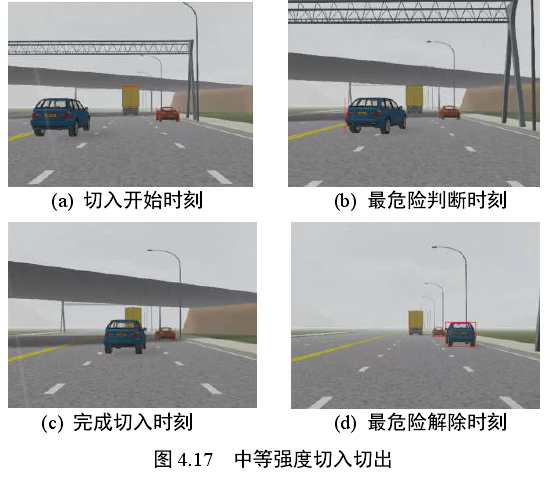 (a) 切入开始时刻
(b) 最危险判断时刻
(c) 完成切入时刻
(d) 最危险解除时刻
图 4.17 中等强度切入切出